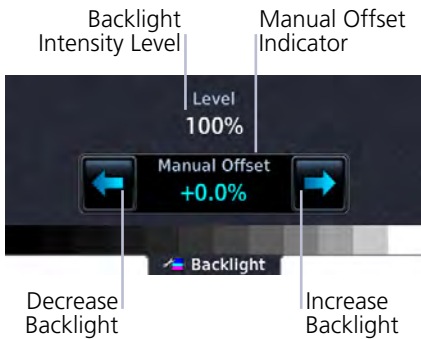 Backlight
Intensity Level
Manual Offset
Indicator
Level
100%
Manual Offset
+0.0%
Backlight
Decrease
Backlight
Increase
Backlight